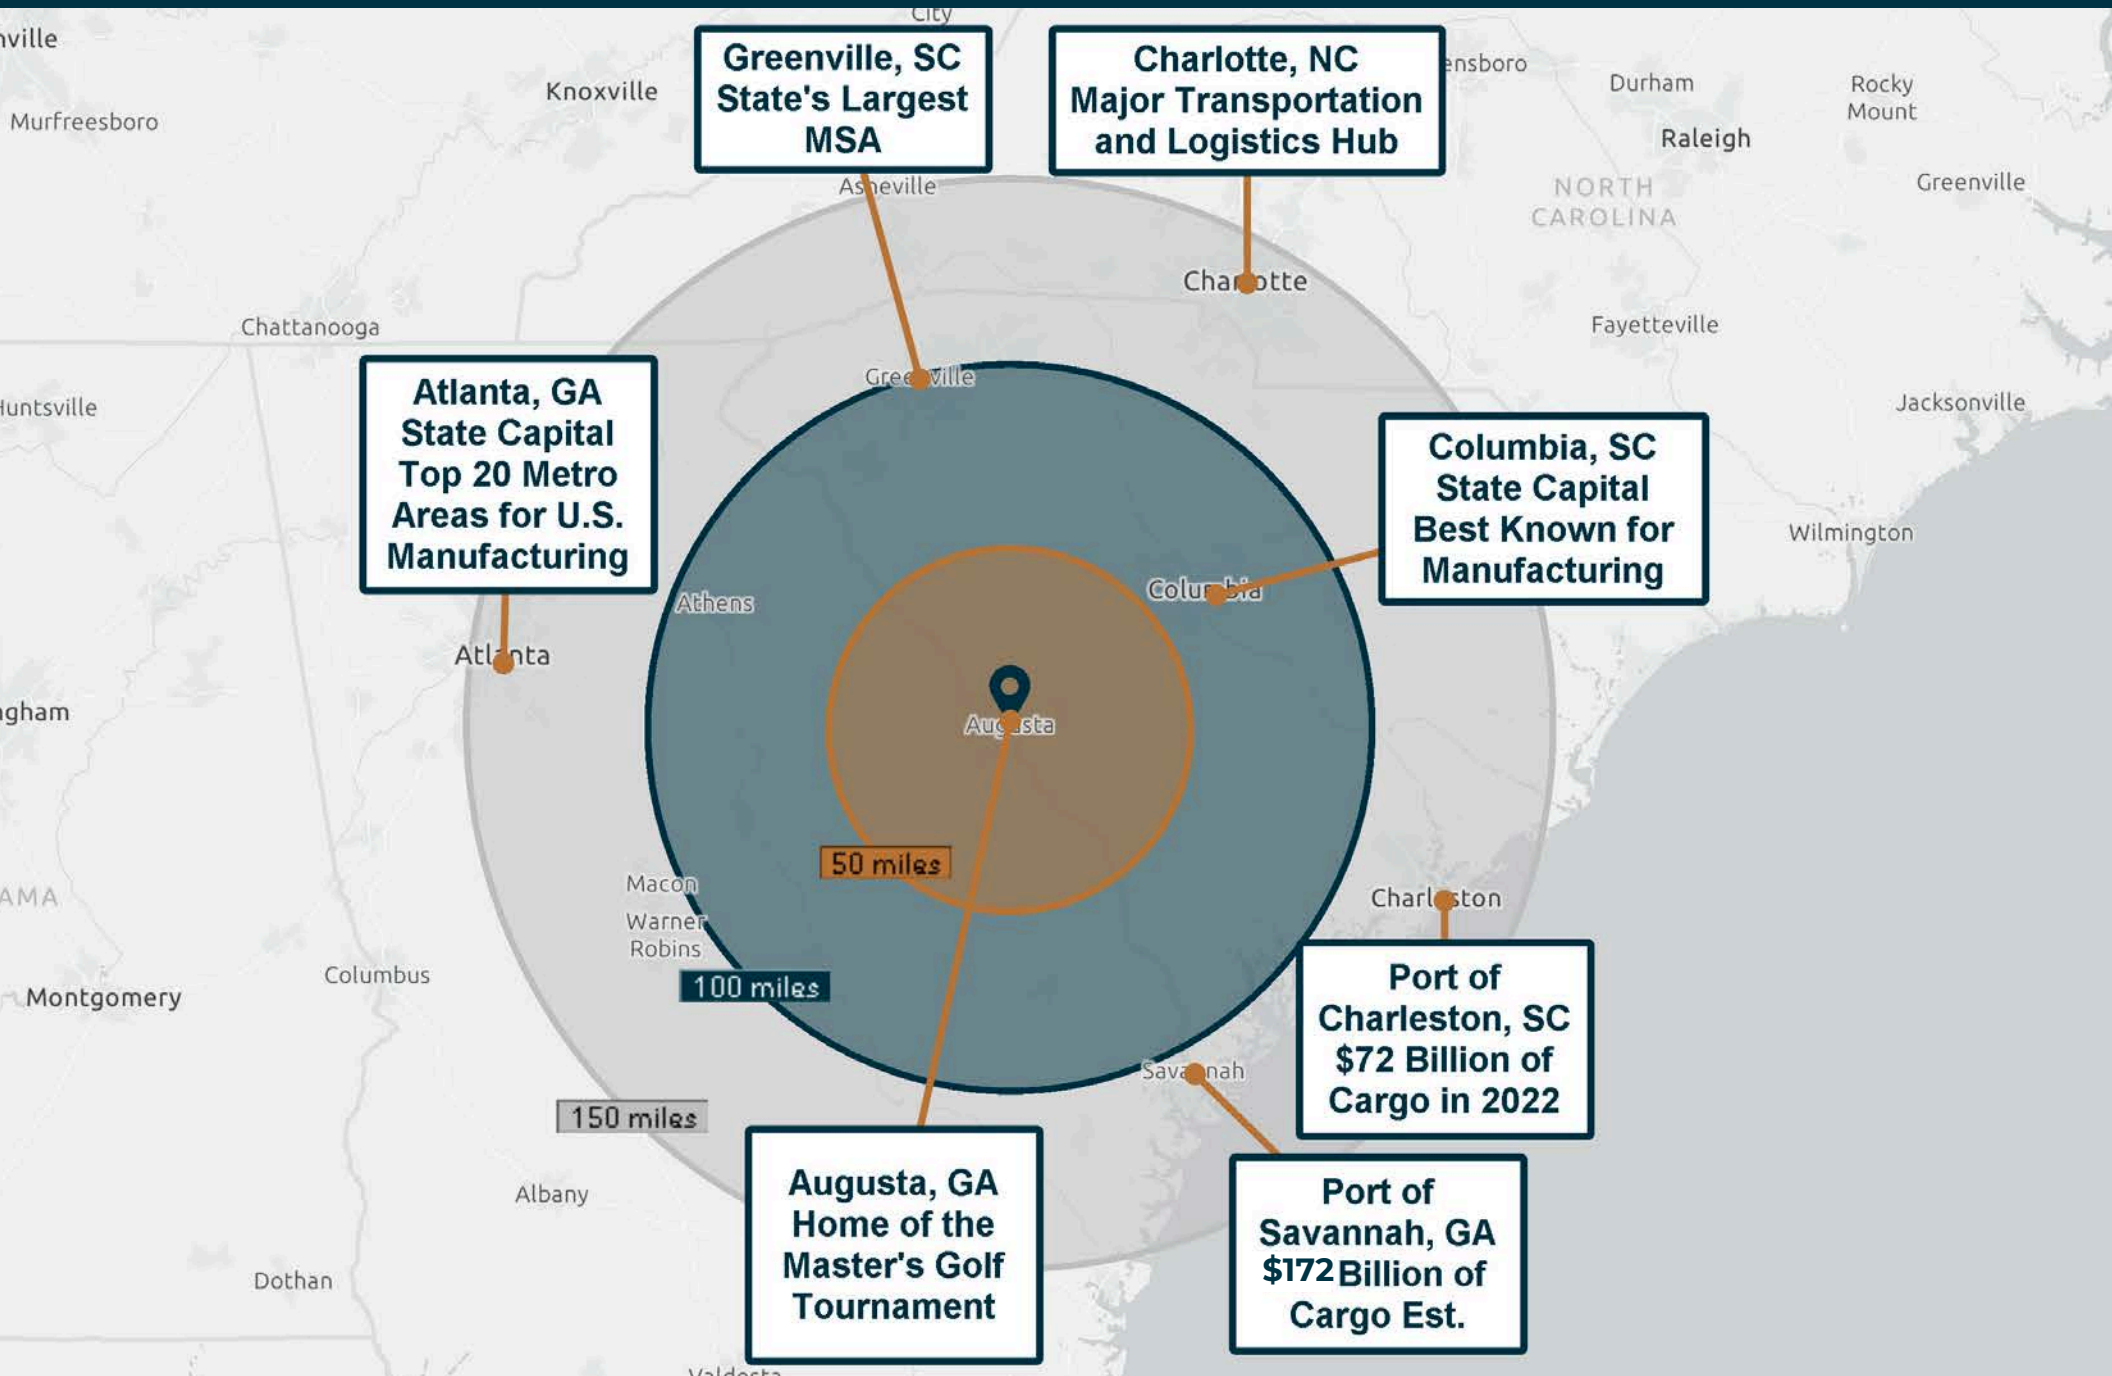 City
ville
Murfreesboro
Knoxville
Greenville, SC
State's Largest
MSA
Charlotte, NC
Major Transportation
and Logistics Hub
ensboro
Durham
Rocky
Mount
Raleigh
Asheville
NORTH
CAROLINA
Greenville
Charlotte
Chattanooga
Fayetteville
Greenville
Huntsville
Jacksonville
Atlanta, GA
State Capital
Top 20 Metro
Areas for U.S.
Manufacturing
Columbia, SC
State Capital
Best Known for
Manufacturing
Wilmington
Athens
Columbia
Atlanta
gham
Augusta
50 miles
Macon
Warner
Robins
AMA
Charleston
Columbus
100 miles
Montgomery
Port of
Charleston, SC
$72 Billion of
Cargo in 2022
Savannah
150 miles
Augusta, GA
Home of the
Master's Golf
Tournament
Port of
Savannah, GA
$172 Billion of
Cargo Est.
Albany
Dothan
Valdosta